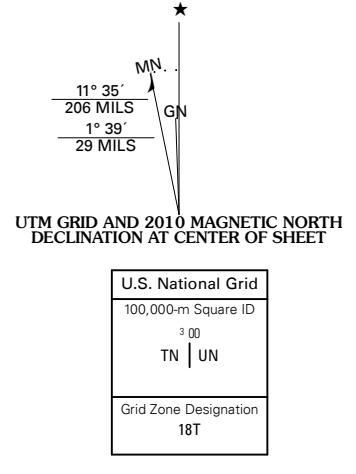 ★
MN
GN
11° 35´
206 MILS
1° 39´
29 MILS
UTM GRID AND 2010 MAGNETIC NORTH
DECLINATION AT CENTER OF SHEET
U.S. National Grid
100,000-m Square ID
³ 00
TN | UN
Grid Zone Designation
18T